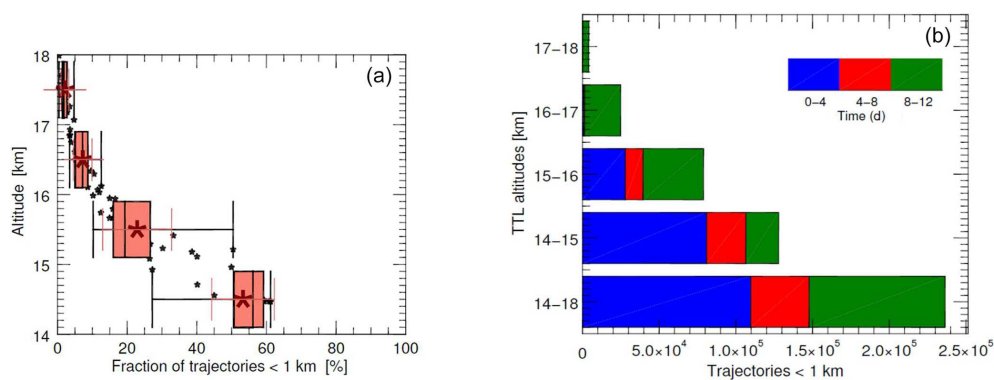 (a)
18
17
16
15
14
Altitude [km]
0 20 40 60 80 100
Fraction of trajectories < 1 km [%]
(b)
17–18
16–17
15–16
14–15
14–18
TTL altitudes [km]
0–4 4–8 8–12
Time (d)
0 5.0×10⁴ 1.0×10⁵ 1.5×10⁵ 2.0×10⁵ 2.5×10⁵
Trajectories < 1 km